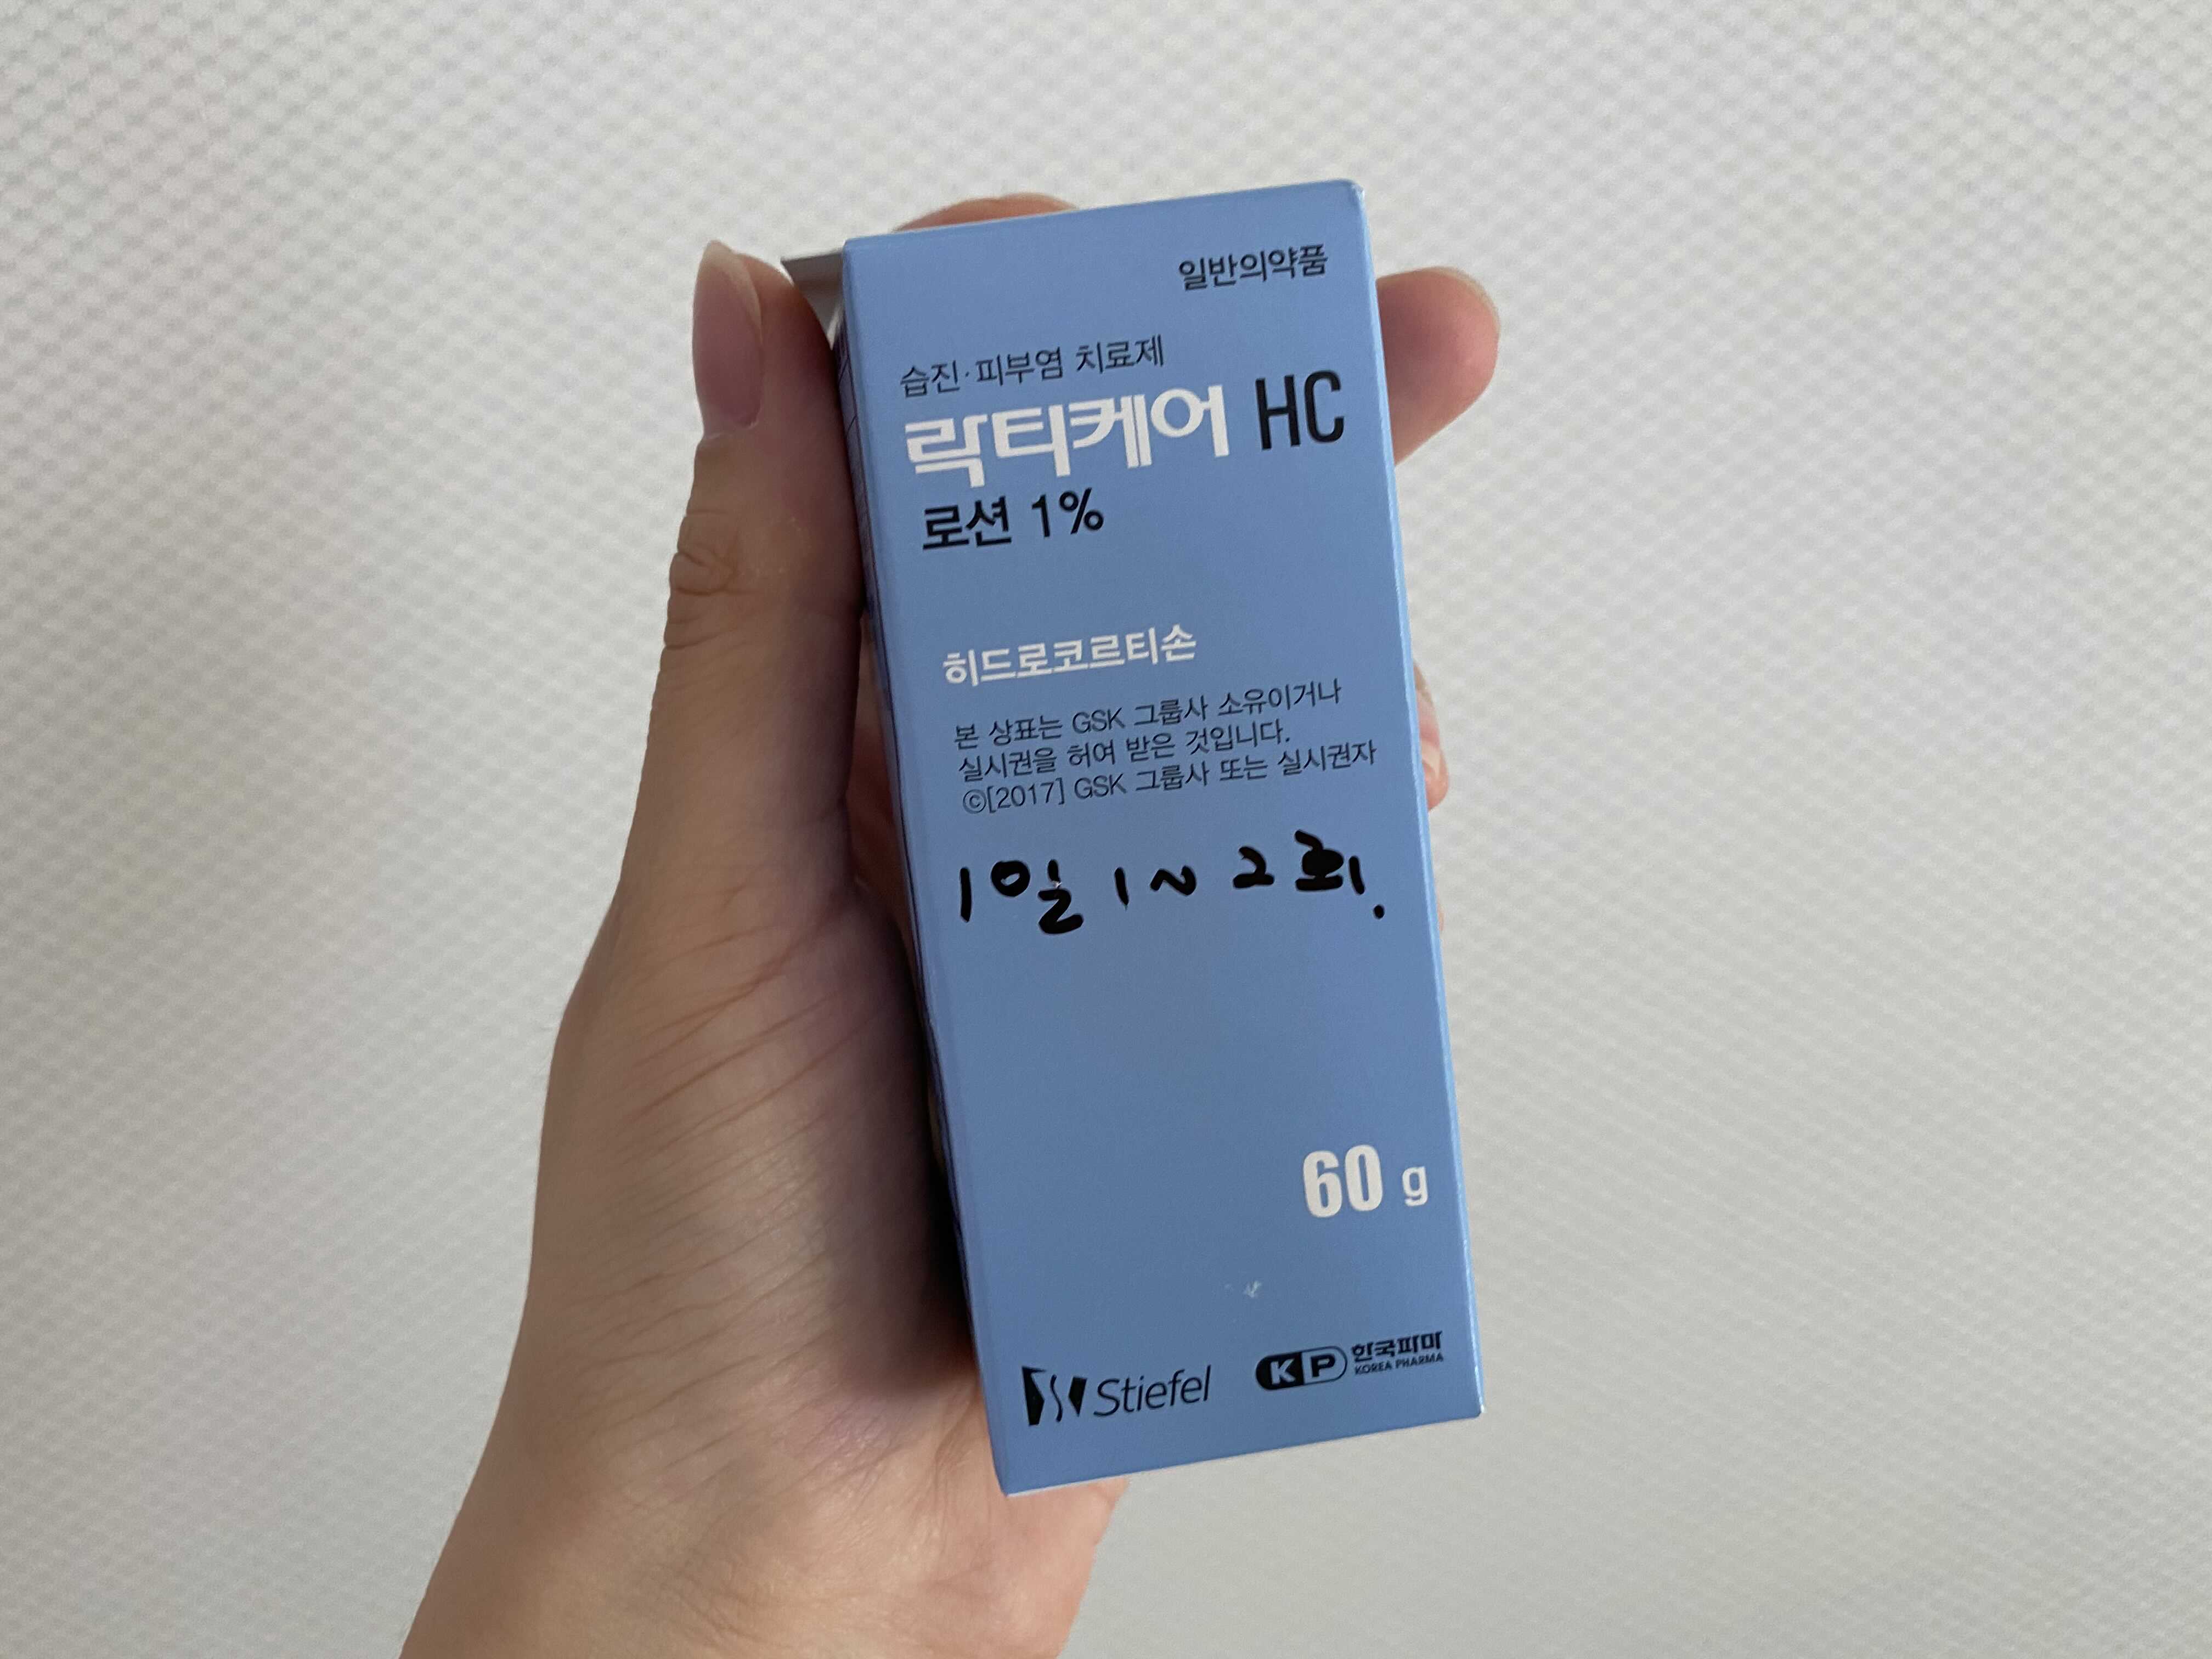 일반의약품
습진·피부염 치료제
락티케어 HC
로션 1%
히드로코르티손
본 상표는 GSK 그룹사 소유이거나
실시권을 허여 받은 것입니다.
©[2017] GSK 그룹사 또는 실시권자
1일 1~2회.
60 g
Stiefel
KP 한국파마
KOREA PHARMA